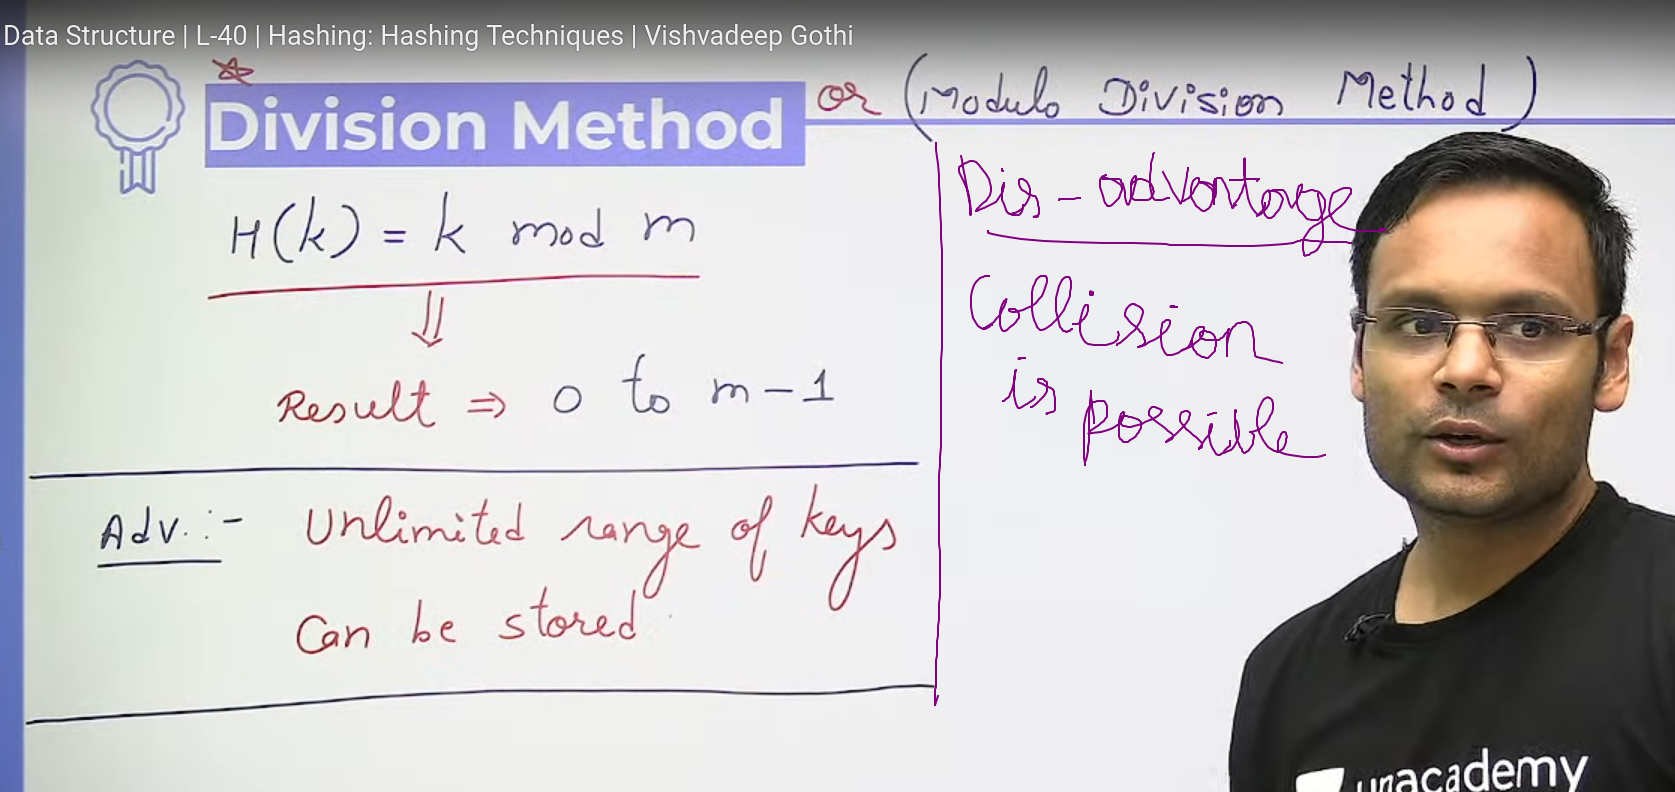 Data Structure | L-40 | Hashing: Hashing Techniques | Vishvadeep Gothi
Division Method or (Modulo Division Method)
H(k) = k mod m
⇓
Result ⇒ 0 to m-1
Adv. :- Unlimited range of keys
Can be stored
Dis-advantage
Collision
is
possible
unacademy